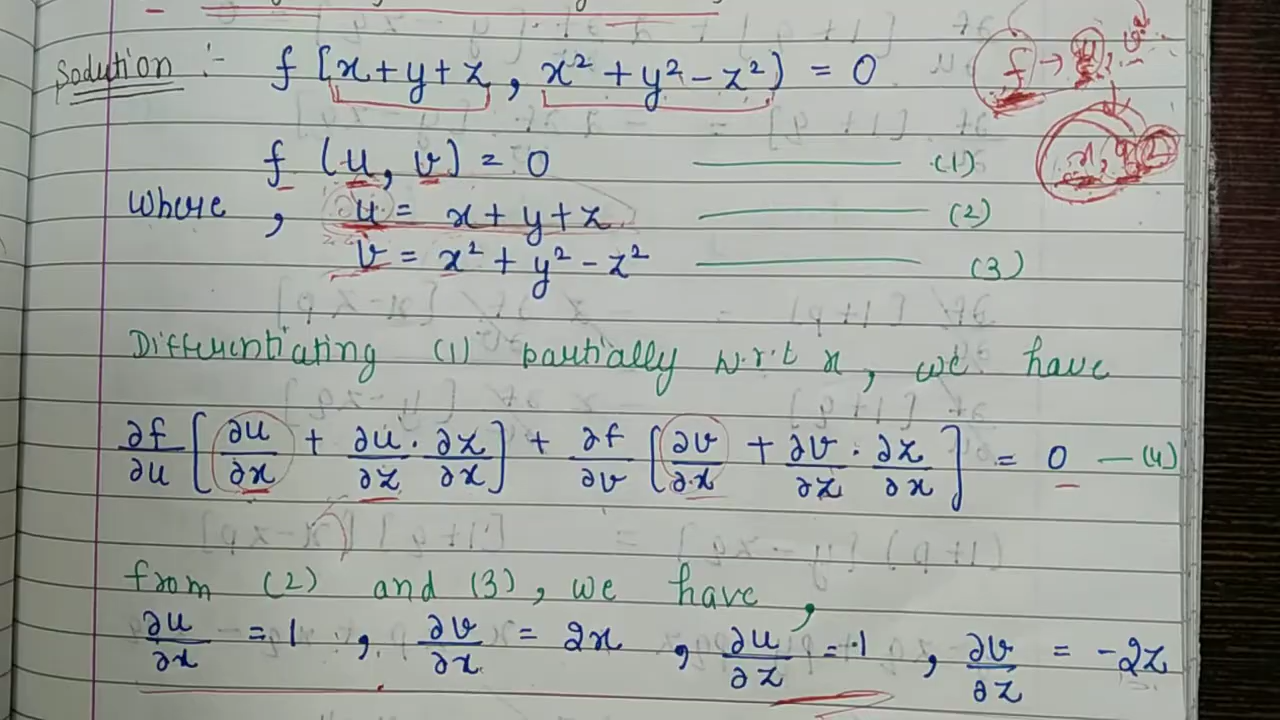 Solution :- f [x+y+z , x² + y² - z²) = 0
f (u, v) = 0 ——— (1)
where , u = x + y + z ——— (2)
v = x² + y² - z² ——— (3)
Differentiating (1) partially w.r.t x, we have
∂f/∂u [∂u/∂x + ∂u/∂z · ∂z/∂x] + ∂f/∂v [∂v/∂x + ∂v/∂z · ∂z/∂x] = 0 — (4)
from (2) and (3), we have,
∂u/∂x = 1 , ∂v/∂x = 2x , ∂u/∂z = 1 , ∂v/∂z = -2z